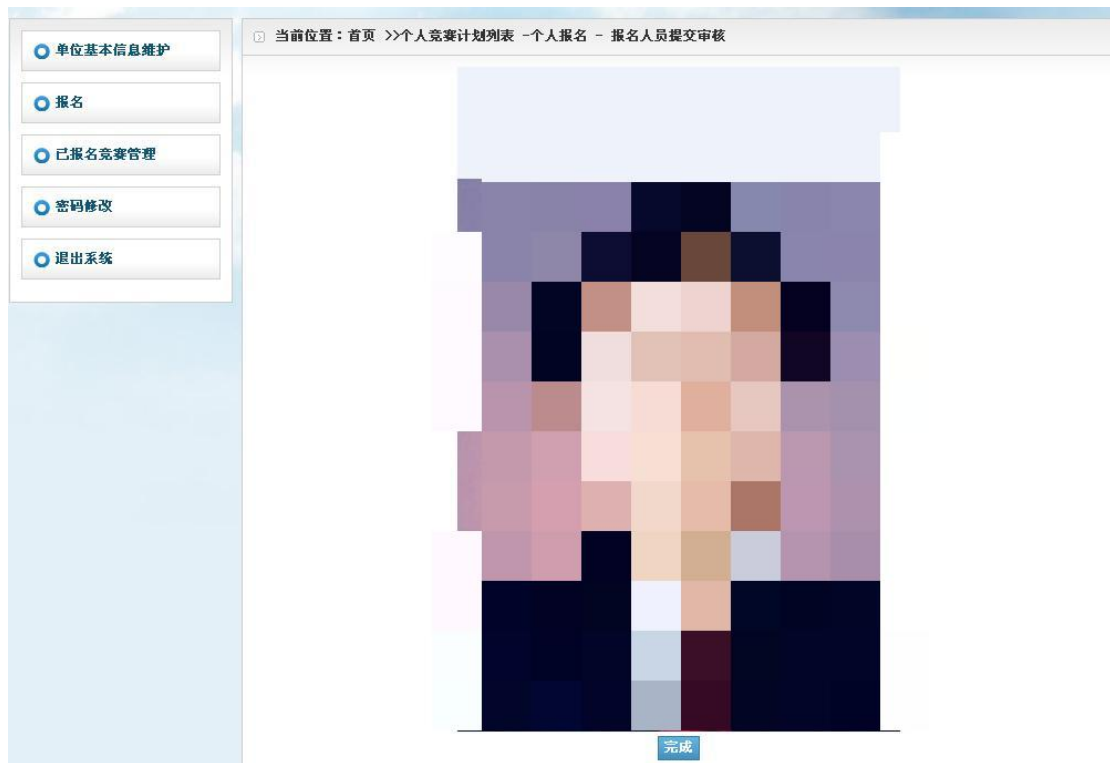 单位基本信息维护
报名
已报名竞赛管理
密码修改
退出系统
当前位置：首页 >>个人竞赛计划列表 -个人报名 - 报名人员提交审核
完成